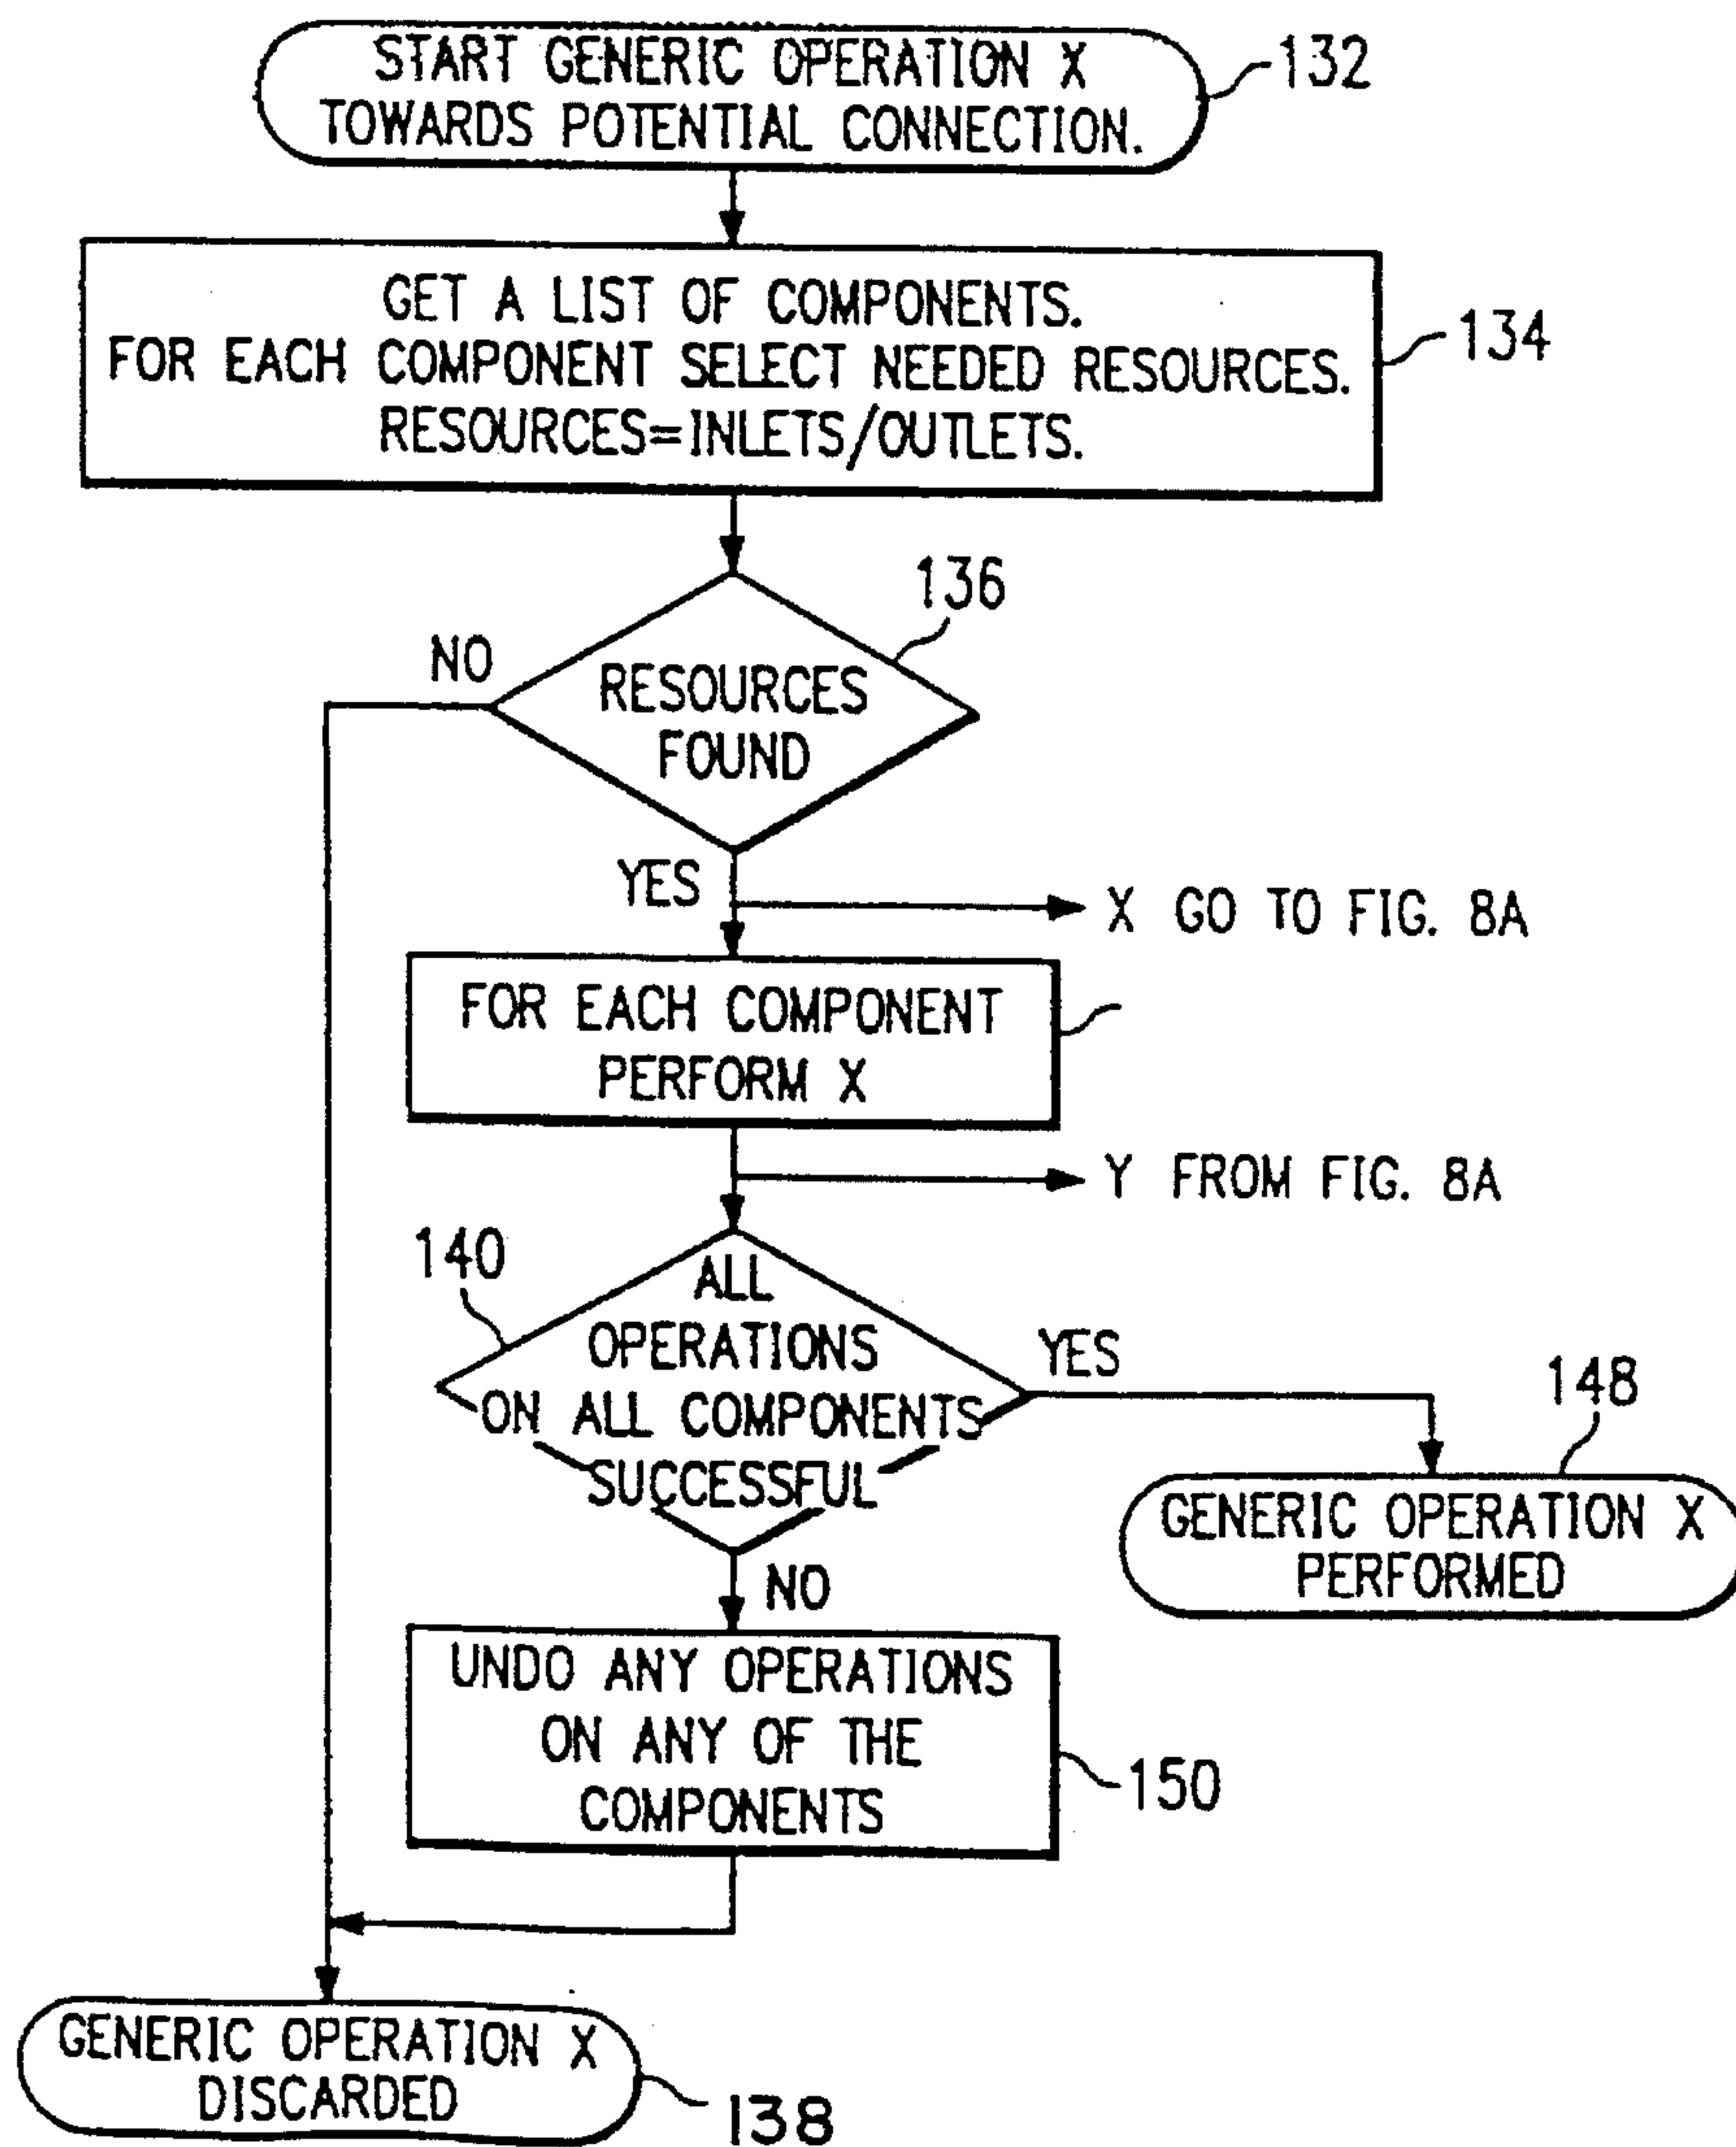 START GENERIC OPERATION X
TOWARDS POTENTIAL CONNECTION.
132
GET A LIST OF COMPONENTS.
FOR EACH COMPONENT SELECT NEEDED RESOURCES.
RESOURCES=INLETS/OUTLETS.
134
136
NO
RESOURCES
FOUND
YES
X GO TO FIG. 8A
FOR EACH COMPONENT
PERFORM X
Y FROM FIG. 8A
140
ALL
OPERATIONS
ON ALL COMPONENTS
SUCCESSFUL
YES
148
GENERIC OPERATION X
PERFORMED
NO
UNDO ANY OPERATIONS
ON ANY OF THE
COMPONENTS
150
GENERIC OPERATION X
DISCARDED
138